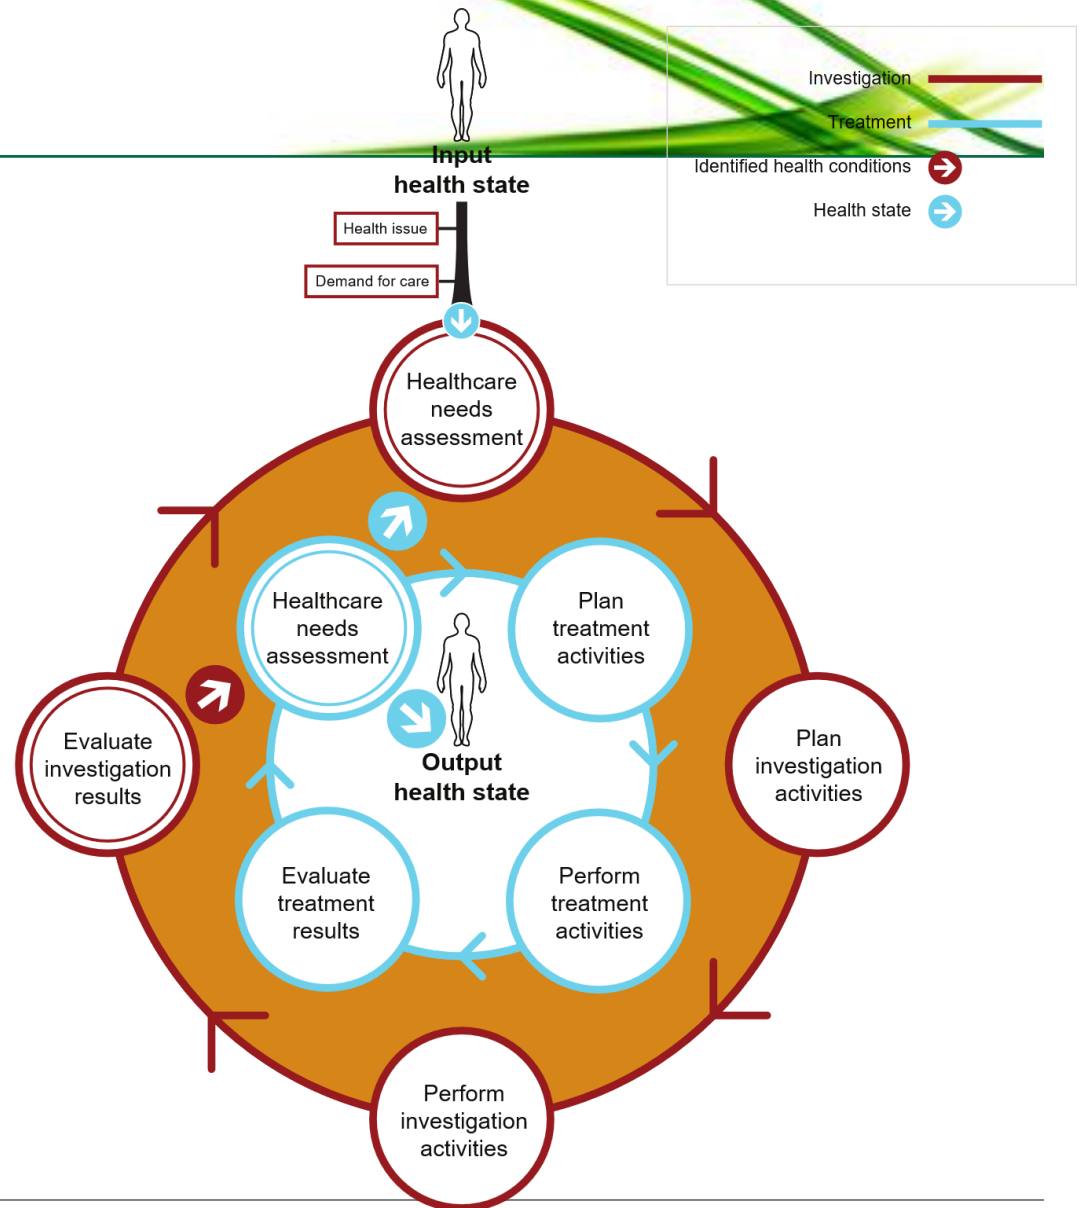 Investigation
Treatment
Identified health conditions
Health state
Input
health state
Health issue
Demand for care
Healthcare
needs
assessment
Healthcare
needs
assessment
Plan
treatment
activities
Evaluate
investigation
results
Output
health state
Plan
investigation
activities
Evaluate
treatment
results
Perform
treatment
activities
Perform
investigation
activities